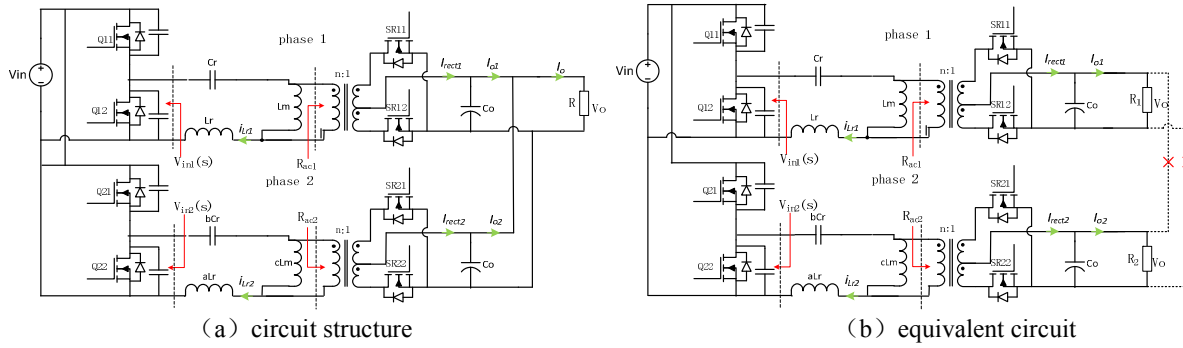 Q11
Vin
Q12
phase 1
Cr
n:1
Lm
Lr
iLr1
Vin1(s)
Rac1
SR11
SR12
Irect1
Io1
Io
Co
R
Vo
Q21
Q22
phase 2
Vin2(s)
bCr
Rac2
n:1
cLm
aLr
iLr2
SR21
SR22
Irect2
Io2
Co
(a) circuit structure
Q11
Vin
Q12
phase 1
Cr
n:1
Lm
Lr
iLr1
Vin1(s)
Rac1
SR11
SR12
Irect1
Io1
Co
R1
Vo
Q21
Q22
phase 2
Vin2(s)
bCr
Rac2
n:1
cLm
aLr
iLr2
SR21
SR22
Irect2
Io2
Co
R2
Vo
(b) equivalent circuit